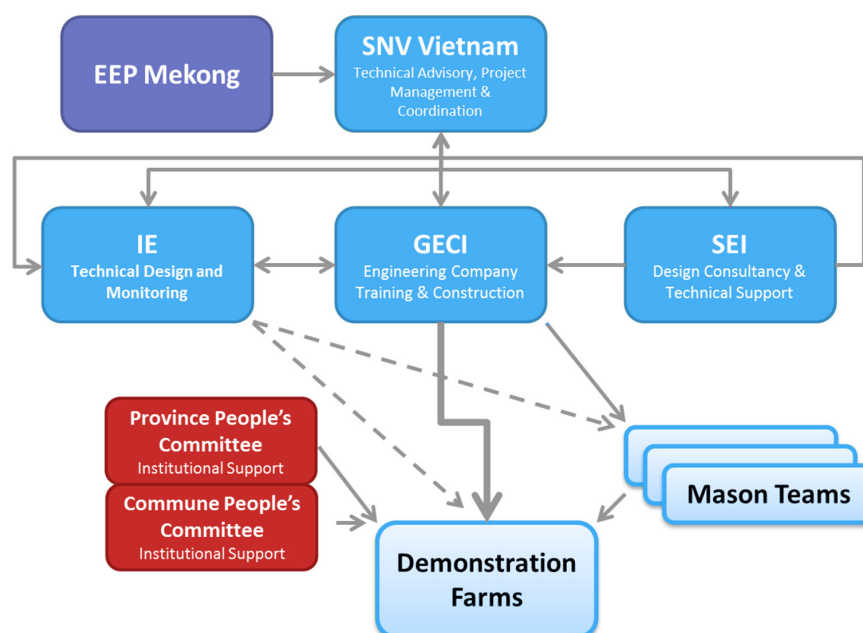 EEP Mekong
SNV Vietnam
Technical Advisory, Project
Management &
Coordination
IE
Technical Design and
Monitoring
GECI
Engineering Company
Training & Construction
SEI
Design Consultancy &
Technical Support
Province People's
Committee
Institutional Support
Commune People's
Committee
Institutional Support
Mason Teams
Demonstration
Farms